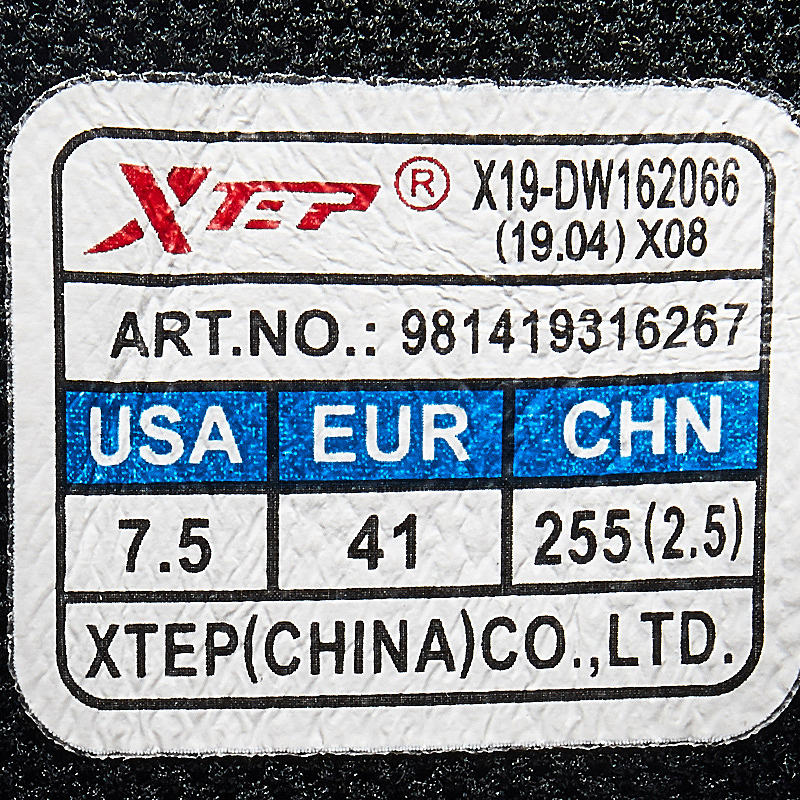 XTEP® X19-DW162066
(19.04) X08
ART.NO.: 981419316267
USA EUR CHN
7.5 41 255(2.5)
XTEP(CHINA)CO.,LTD.